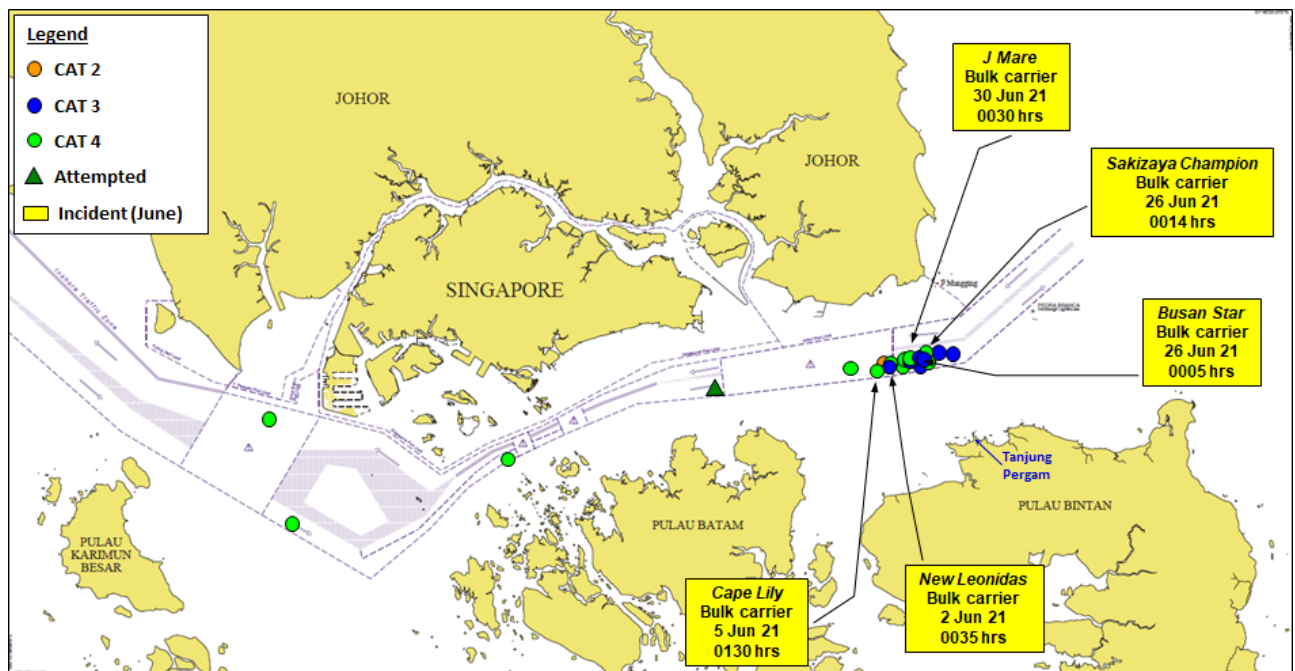 Legend
CAT 2
CAT 3
CAT 4
Attempted
Incident (June)
J Mare
Bulk carrier
30 Jun 21
0030 hrs
JOHOR
JOHOR
Sakizaya Champion
Bulk carrier
26 Jun 21
0014 hrs
SINGAPORE
Inshore Traffic Zone
Busan Star
Bulk carrier
26 Jun 21
0005 hrs
Tanjung
Pergam
PULAU BINTAN
PULAU BATAM
PULAU
KARIMUN
BESAR
Cape Lily
Bulk carrier
5 Jun 21
0130 hrs
New Leonidas
Bulk carrier
2 Jun 21
0035 hrs